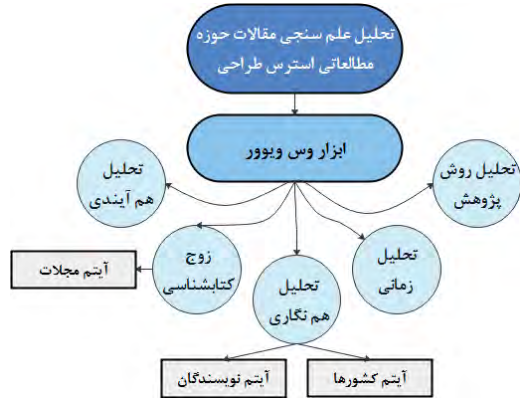 تحلیل علم سنجی مقالات حوزه
مطالعاتی استرس طراحی
ابزار وس ویوور
تحلیل روش
پژوهش
تحلیل
هم آیندی
تحلیل
زمانی
زوج
کتابشناسی
آیتم مجلات
تحلیل
هم نگاری
آیتم کشورها
آیتم نویسندگان